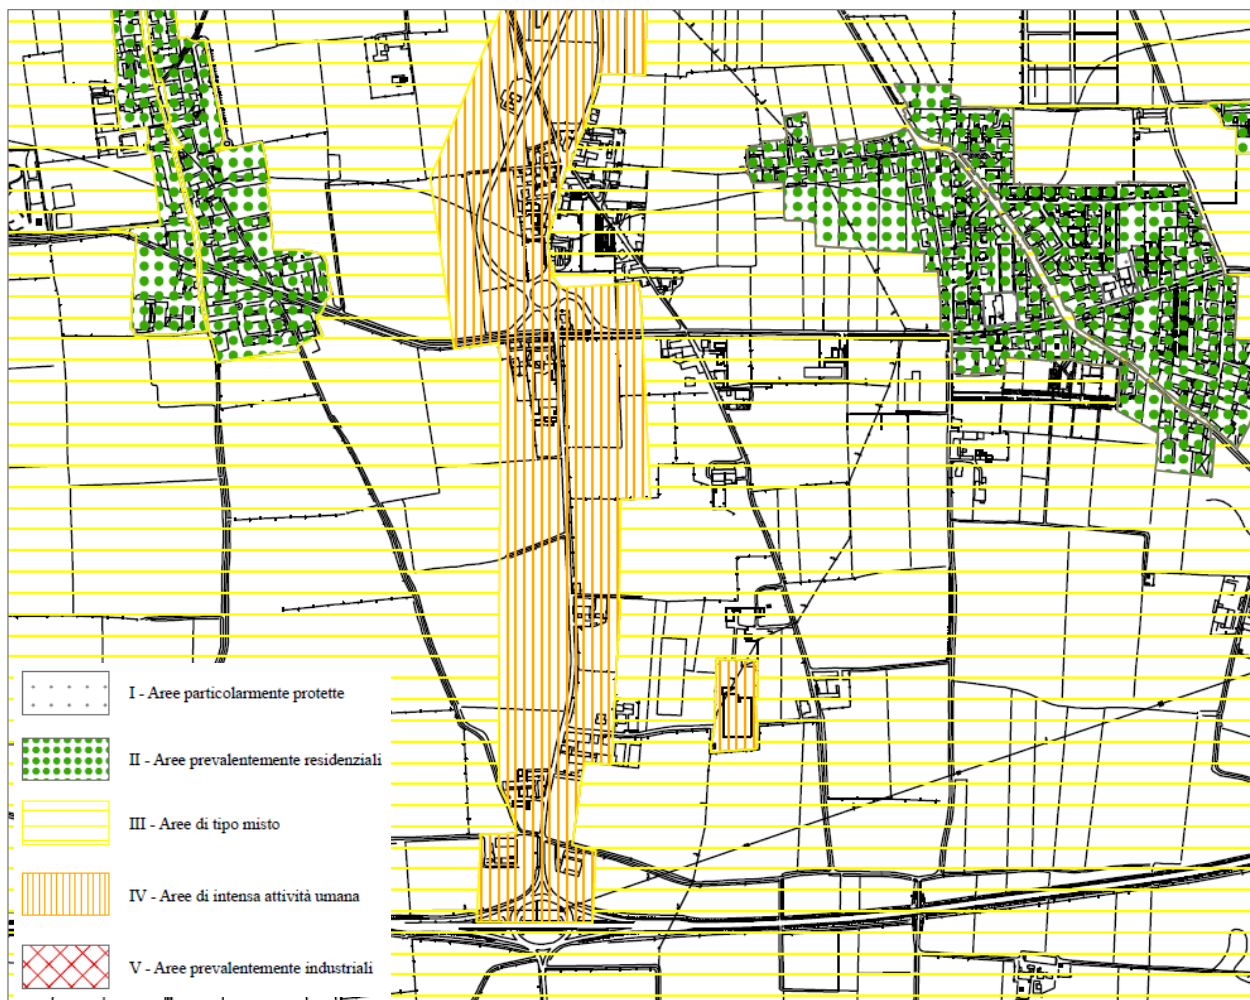 I - Aree particolarmente protette
II - Aree prevalentemente residenziali
III - Aree di tipo misto
IV - Aree di intensa attività umana
V - Aree prevalentemente industriali